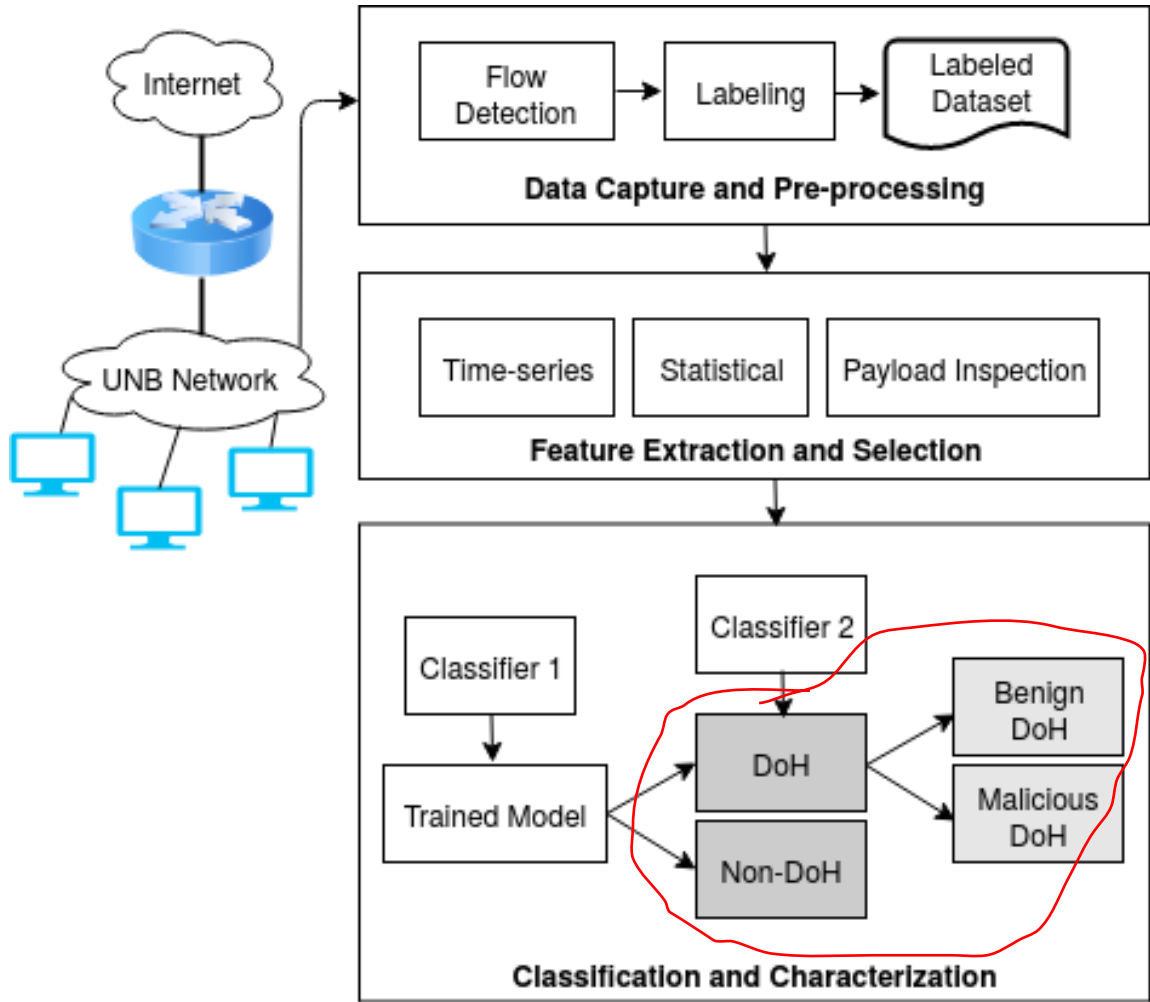 Internet
UNB Network
Flow
Detection
Labeling
Labeled
Dataset
Data Capture and Pre-processing
Time-series
Statistical
Payload Inspection
Feature Extraction and Selection
Classifier 1
Trained Model
Classifier 2
DoH
Non-DoH
Benign
DoH
Malicious
DoH
Classification and Characterization